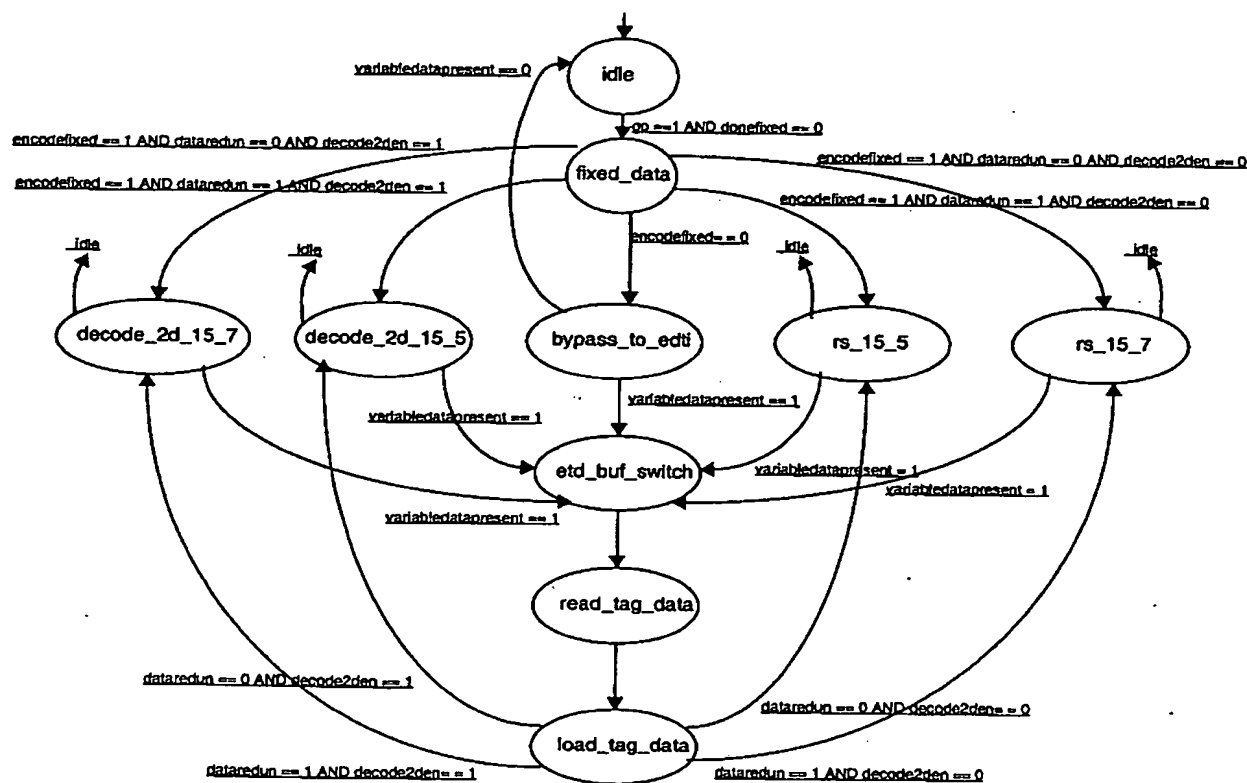 variabledatapresent == 0
idle
go ==1 AND donefixed == 0
encodefixed == 1 AND dataredun == 0 AND decode2den == 1
encodefixed == 1 AND dataredun == 0 AND decode2den == 0
fixed_data
encodefixed == 1 AND dataredun == 1 AND decode2den == 1
encodefixed == 1 AND dataredun == 1 AND decode2den == 0
encodefixed= = 0
idle
idle
idle
idle
decode_2d_15_7
decode_2d_15_5
bypass_to_edti
rs_15_5
rs_15_7
variabledatapresent == 1
variabledatapresent == 1
etd_buf_switch
variabledatapresent = 1
variabledatapresent = 1
variabledatapresent == 1
read_tag_data
dataredun == 0 AND decode2den == 1
dataredun == 0 AND decode2den= = 0
load_tag_data
dataredun == 1 AND decode2den= = 1
dataredun == 1 AND decode2den == 0